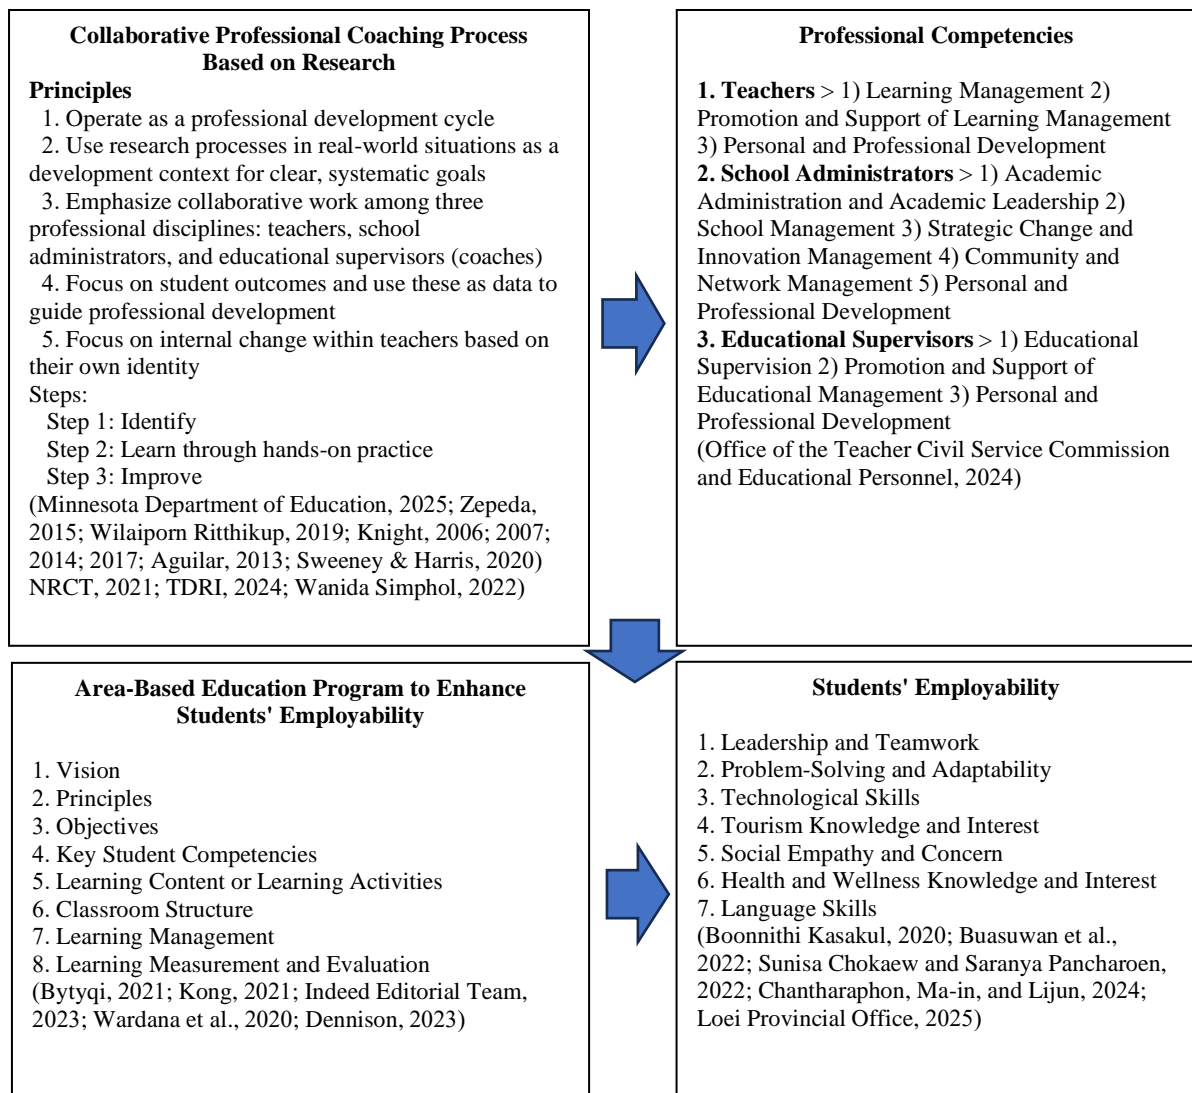 Collaborative Professional Coaching Process
Based on Research
Principles
1. Operate as a professional development cycle
2. Use research processes in real-world situations as a
development context for clear, systematic goals
3. Emphasize collaborative work among three
professional disciplines: teachers, school
administrators, and educational supervisors (coaches)
4. Focus on student outcomes and use these as data to
guide professional development
5. Focus on internal change within teachers based on
their own identity
Steps:
Step 1: Identify
Step 2: Learn through hands-on practice
Step 3: Improve
(Minnesota Department of Education, 2025; Zepeda,
2015; Wilaiporn Ritthikup, 2019; Knight, 2006; 2007;
2014; 2017; Aguilar, 2013; Sweeney & Harris, 2020)
NRCT, 2021; TDRI, 2024; Wanida Simphol, 2022)
Professional Competencies
1. Teachers > 1) Learning Management 2)
Promotion and Support of Learning Management
3) Personal and Professional Development
2. School Administrators > 1) Academic
Administration and Academic Leadership 2)
School Management 3) Strategic Change and
Innovation Management 4) Community and
Network Management 5) Personal and
Professional Development
3. Educational Supervisors > 1) Educational
Supervision 2) Promotion and Support of
Educational Management 3) Personal and
Professional Development
(Office of the Teacher Civil Service Commission
and Educational Personnel, 2024)
Area-Based Education Program to Enhance
Students' Employability
1. Vision
2. Principles
3. Objectives
4. Key Student Competencies
5. Learning Content or Learning Activities
6. Classroom Structure
7. Learning Management
8. Learning Measurement and Evaluation
(Bytyqi, 2021; Kong, 2021; Indeed Editorial Team,
2023; Wardana et al., 2020; Dennison, 2023)
Students' Employability
1. Leadership and Teamwork
2. Problem-Solving and Adaptability
3. Technological Skills
4. Tourism Knowledge and Interest
5. Social Empathy and Concern
6. Health and Wellness Knowledge and Interest
7. Language Skills
(Boonnithi Kasakul, 2020; Buasuwan et al.,
2022; Sunisa Chokaew and Saranya Pancharoen,
2022; Chantharaphon, Ma-in, and Lijun, 2024;
Loei Provincial Office, 2025)